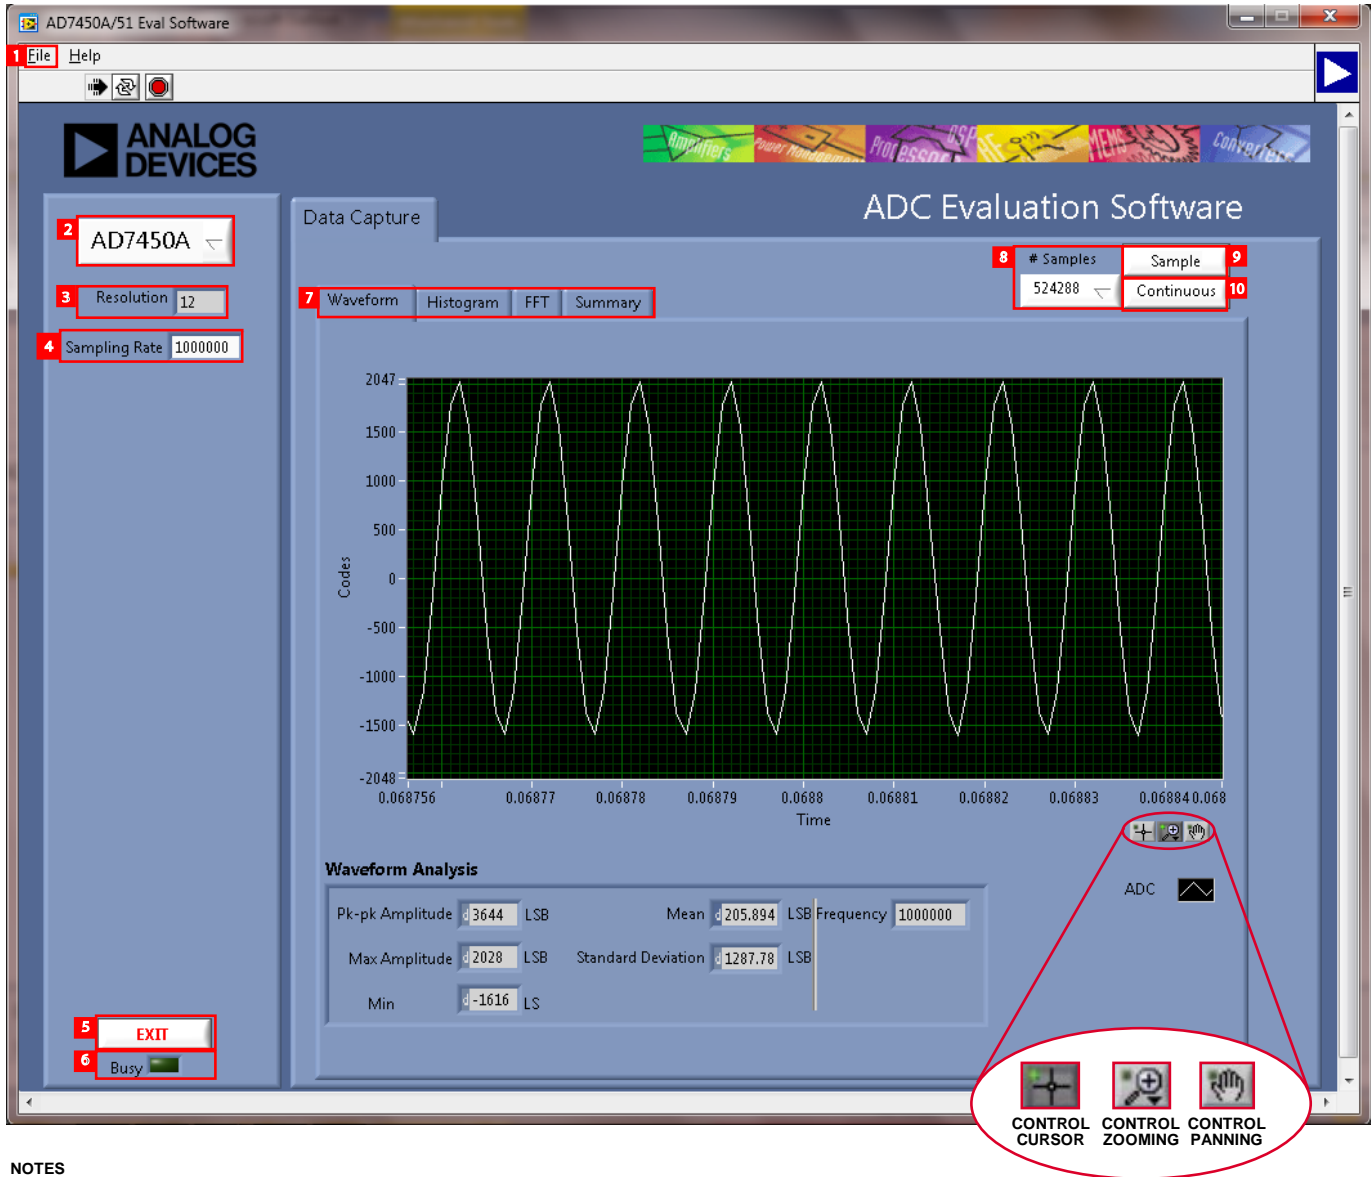 AD7450A/51 Eval Software
1 File Help
ANALOG
DEVICES
Amplifiers Power Management Processors DSP RF MEMS Converters
ADC Evaluation Software
2 AD7450A
Data Capture
3 Resolution 12
4 Sampling Rate 1000000
8 # Samples 524288
Sample 9
Continuous 10
7 Waveform Histogram FFT Summary
2047
1500
1000
500
0
-500
-1000
-1500
-2048
Codes
0.068756 0.06877 0.06878 0.06879 0.0688 0.06881 0.06882 0.06883 0.06884 0.068
Time
ADC
Waveform Analysis
Pk-pk Amplitude d 3644 LSB Mean d 205.894 LSB Frequency 1000000
Max Amplitude d 2028 LSB Standard Deviation d 1287.78 LSB
Min d -1616 LS
5 EXIT
6 Busy
CONTROL CURSOR
CONTROL ZOOMING
CONTROL PANNING
NOTES